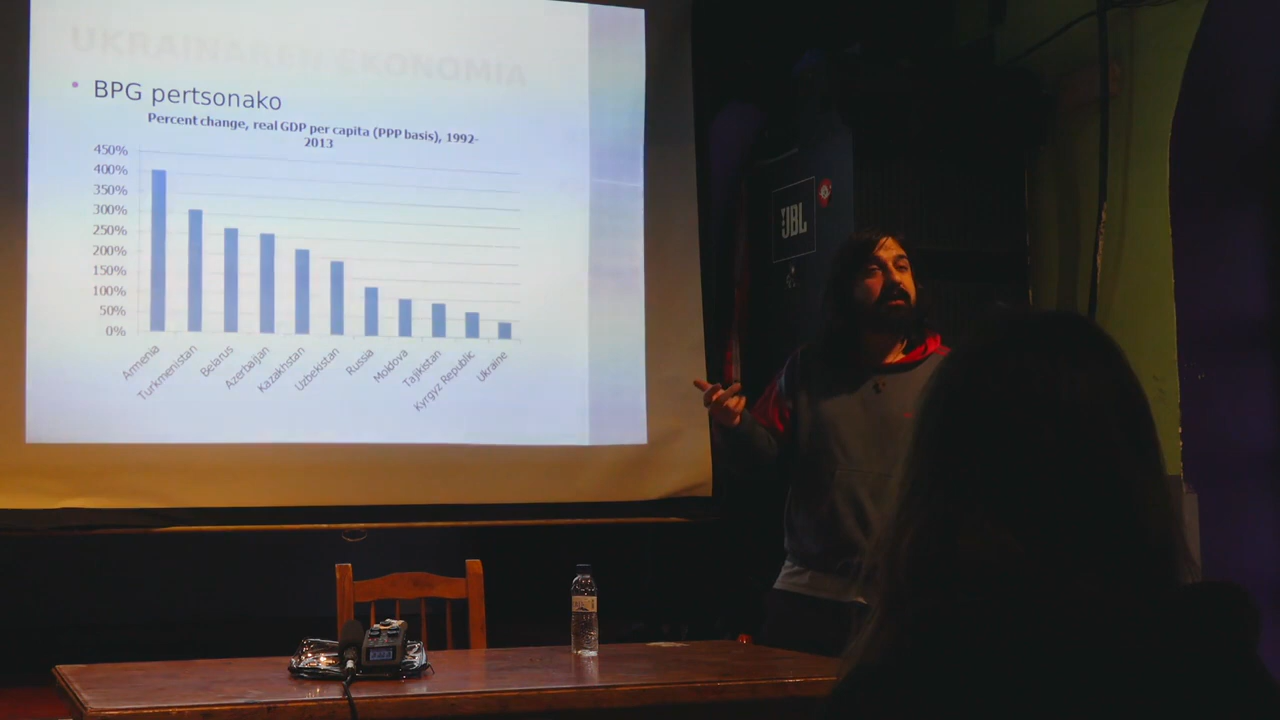 UKRAINAREN EKONOMIA
• BPG pertsonako
Percent change, real GDP per capita (PPP basis), 1992-
2013
450%
400%
350%
300%
250%
200%
150%
100%
50%
0%
Armenia
Turkmenistan
Belarus
Azerbaijan
Kazakhstan
Uzbekistan
Russia
Moldova
Tajikistan
Kyrgyz Republic
Ukraine
JBL